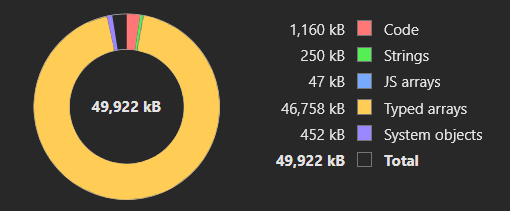 49,922 kB
1,160 kB Code
250 kB Strings
47 kB JS arrays
46,758 kB Typed arrays
452 kB System objects
49,922 kB Total